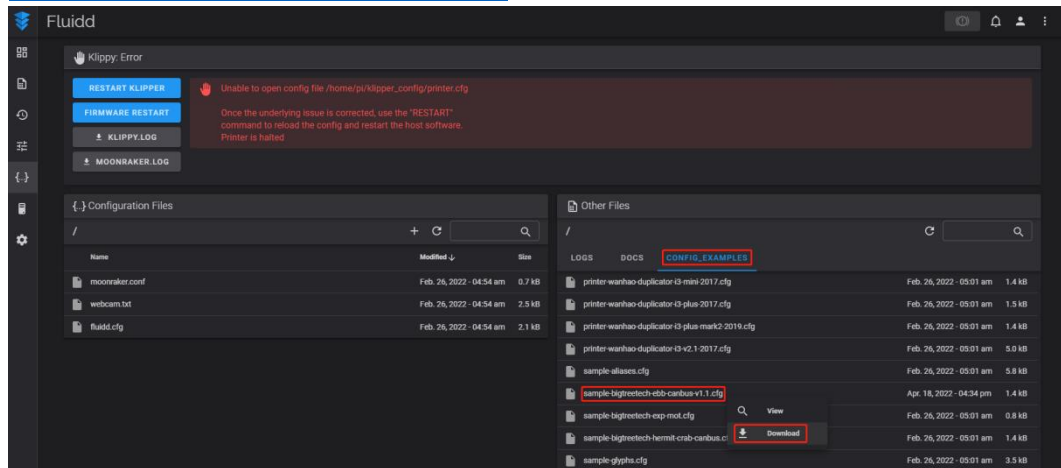 Fluidd
Klippy: Error
RESTART KLIPPER
FIRMWARE RESTART
KLIPPY.LOG
MOONRAKER.LOG
Unable to open config file /home/pi/klipper_config/printer.cfg
Once the underlying issue is corrected, use the "RESTART"
command to reload the config and restart the host software.
Printer is halted
{..} Configuration Files
/
Name Modified Size
moonraker.conf Feb. 26, 2022 - 04:54 am 0.7 kB
webcam.txt Feb. 26, 2022 - 04:54 am 2.5 kB
fluidd.cfg Feb. 26, 2022 - 04:54 am 2.1 kB
Other Files
/
LOGS DOCS CONFIG_EXAMPLES
printer-wanhao-duplicator-i3-mini-2017.cfg Feb. 26, 2022 - 05:01 am 1.4 kB
printer-wanhao-duplicator-i3-plus-2017.cfg Feb. 26, 2022 - 05:01 am 1.5 kB
printer-wanhao-duplicator-i3-plus-mark2-2019.cfg Feb. 26, 2022 - 05:01 am 1.4 kB
printer-wanhao-duplicator-i3-v2.1-2017.cfg Feb. 26, 2022 - 05:01 am 5.0 kB
sample-aliases.cfg Feb. 26, 2022 - 05:01 am 5.8 kB
sample-bigtreetech-ebb-canbus-v1.1.cfg Apr. 18, 2022 - 04:34 pm 1.4 kB
View
sample-bigtreetech-exp-mot.cfg Feb. 26, 2022 - 05:01 am 0.8 kB
Download
sample-bigtreetech-hermit-crab-canbus.c Feb. 26, 2022 - 05:01 am 1.4 kB
sample-glyphs.cfg Feb. 26, 2022 - 05:01 am 3.5 kB